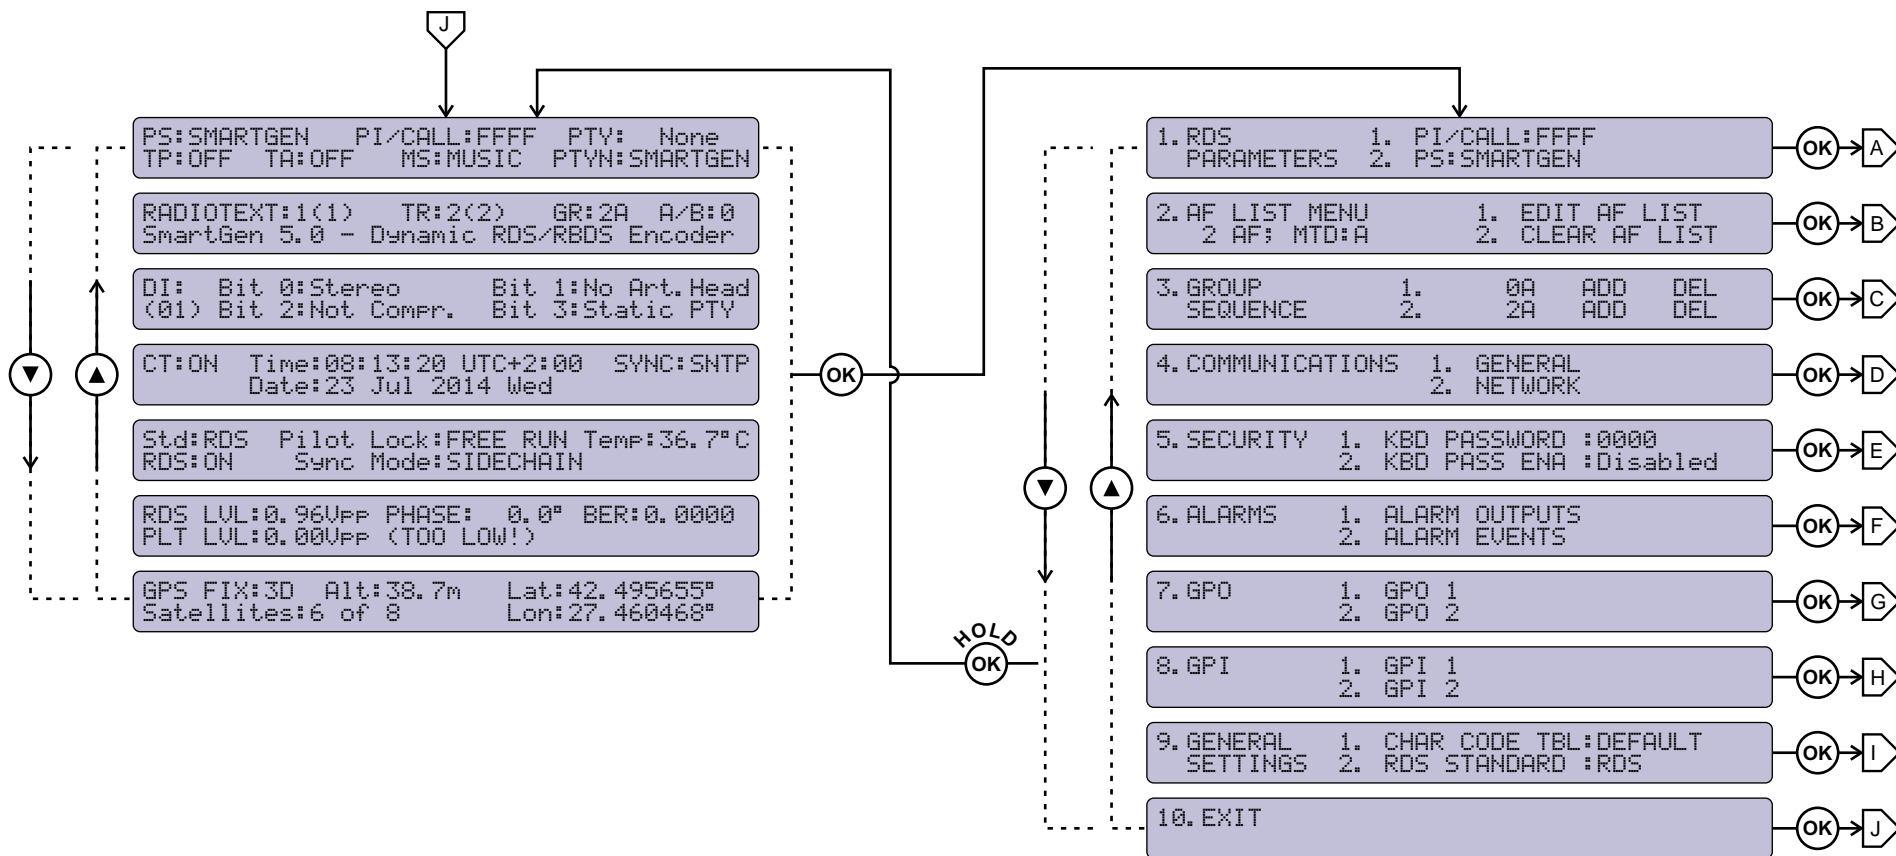 J
PS:SMARTGEN PI/CALL:FFFF PTY: None
TP:OFF TA:OFF MS:MUSIC PTYN:SMARTGEN
RADIOTEXT:1(1) TR:2(2) GR:2A A/B:0
SmartGen 5.0 - Dynamic RDS/RBDS Encoder
DI: Bit 0:Stereo Bit 1:No Art.Head
(01) Bit 2:Not Compr. Bit 3:Static PTY
CT:ON Time:08:13:20 UTC+2:00 SYNC:SNTP
Date:23 Jul 2014 Wed
Std:RDS Pilot Lock:FREE RUN Temp:36.7°C
RDS:ON Sync Mode:SIDECHAIN
RDS LVL:0.96Vpp PHASE: 0.0° BER:0.0000
PLT LVL:0.00Vpp (TOO LOW!)
GPS FIX:3D Alt:38.7m Lat:42.495655°
Satellites:6 of 8 Lon:27.460468°
▼ ▲
OK
HOLD
OK
▼ ▲
1.RDS 1. PI/CALL:FFFF
PARAMETERS 2. PS:SMARTGEN
OK A
2.AF LIST MENU 1. EDIT AF LIST
2 AF; MTD:A 2. CLEAR AF LIST
OK B
3.GROUP 1. 0A ADD DEL
SEQUENCE 2. 2A ADD DEL
OK C
4.COMMUNICATIONS 1. GENERAL
2. NETWORK
OK D
5.SECURITY 1. KBD PASSWORD :0000
2. KBD PASS ENA :Disabled
OK E
6.ALARMS 1. ALARM OUTPUTS
2. ALARM EVENTS
OK F
7.GPO 1. GPO 1
2. GPO 2
OK G
8.GPI 1. GPI 1
2. GPI 2
OK H
9.GENERAL 1. CHAR CODE TBL:DEFAULT
SETTINGS 2. RDS STANDARD :RDS
OK I
10.EXIT
OK J